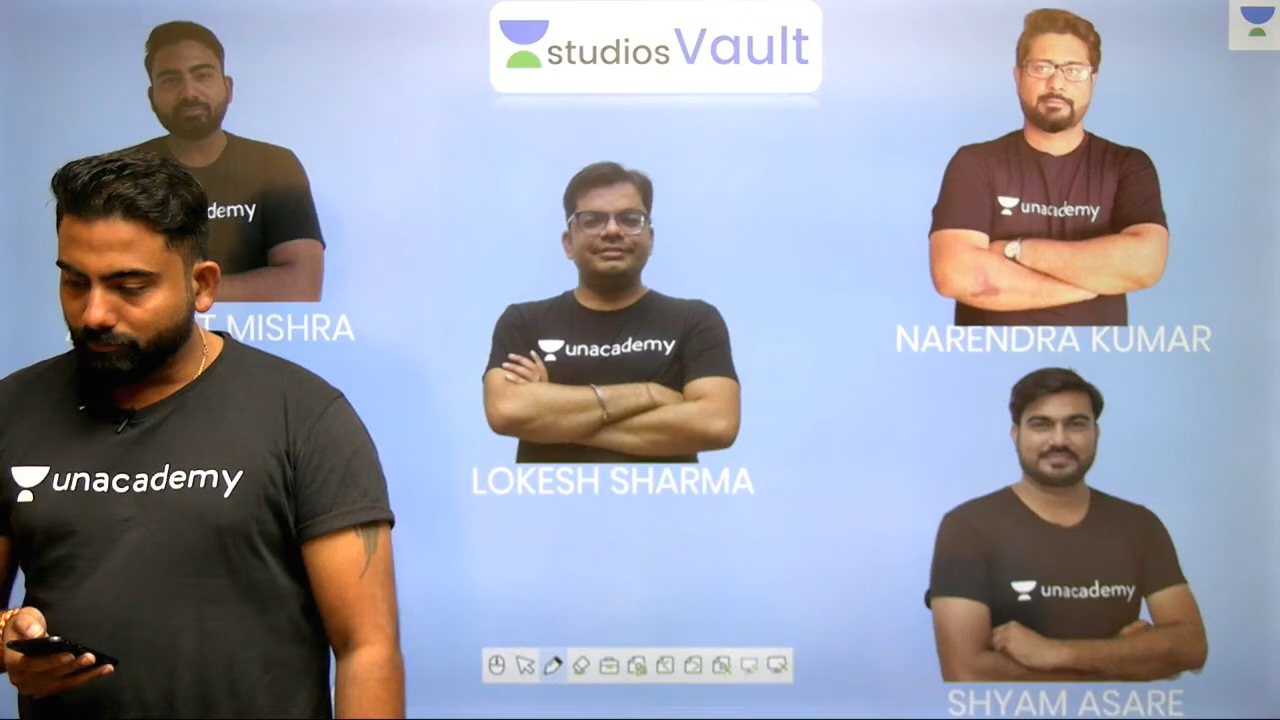 studios Vault
demy
unacademy
T MISHRA
NARENDRA KUMAR
unacademy
LOKESH SHARMA
unacademy
unacademy
SHYAM ASARE